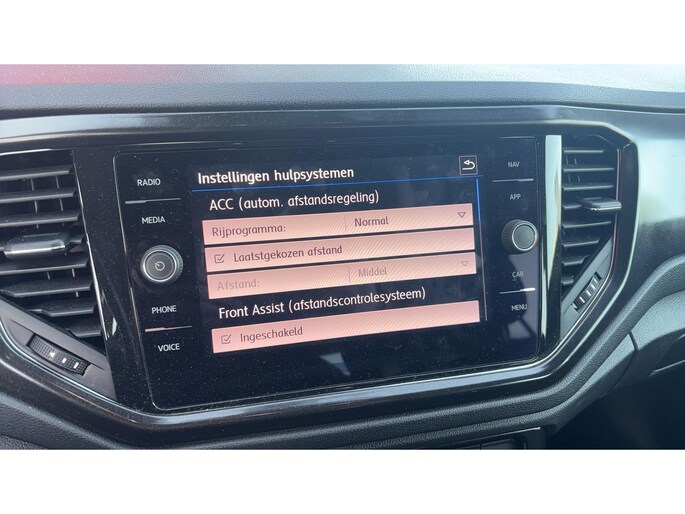 RADIO
MEDIA
PHONE
VOICE
Instellingen hulpsystemen
ACC (autom. afstandsregeling)
Rijprogramma: Normal
Laatstgekozen afstand
Afstand: Middel
Front Assist (afstandscontrolesysteem)
Ingeschakeld
NAV
APP
CAR
MENU